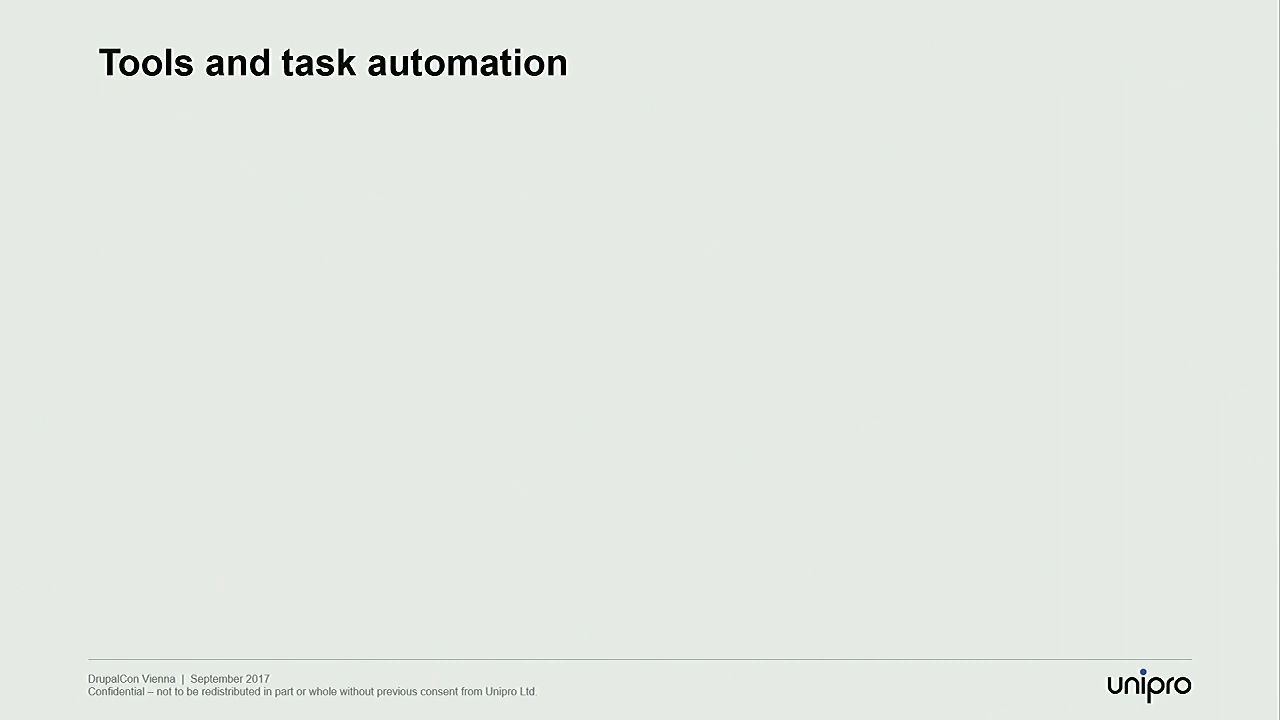 Tools and task automation
DrupalCon Vienna | September 2017
Confidential – not to be redistributed in part or whole without previous consent from Unipro Ltd.
unipro